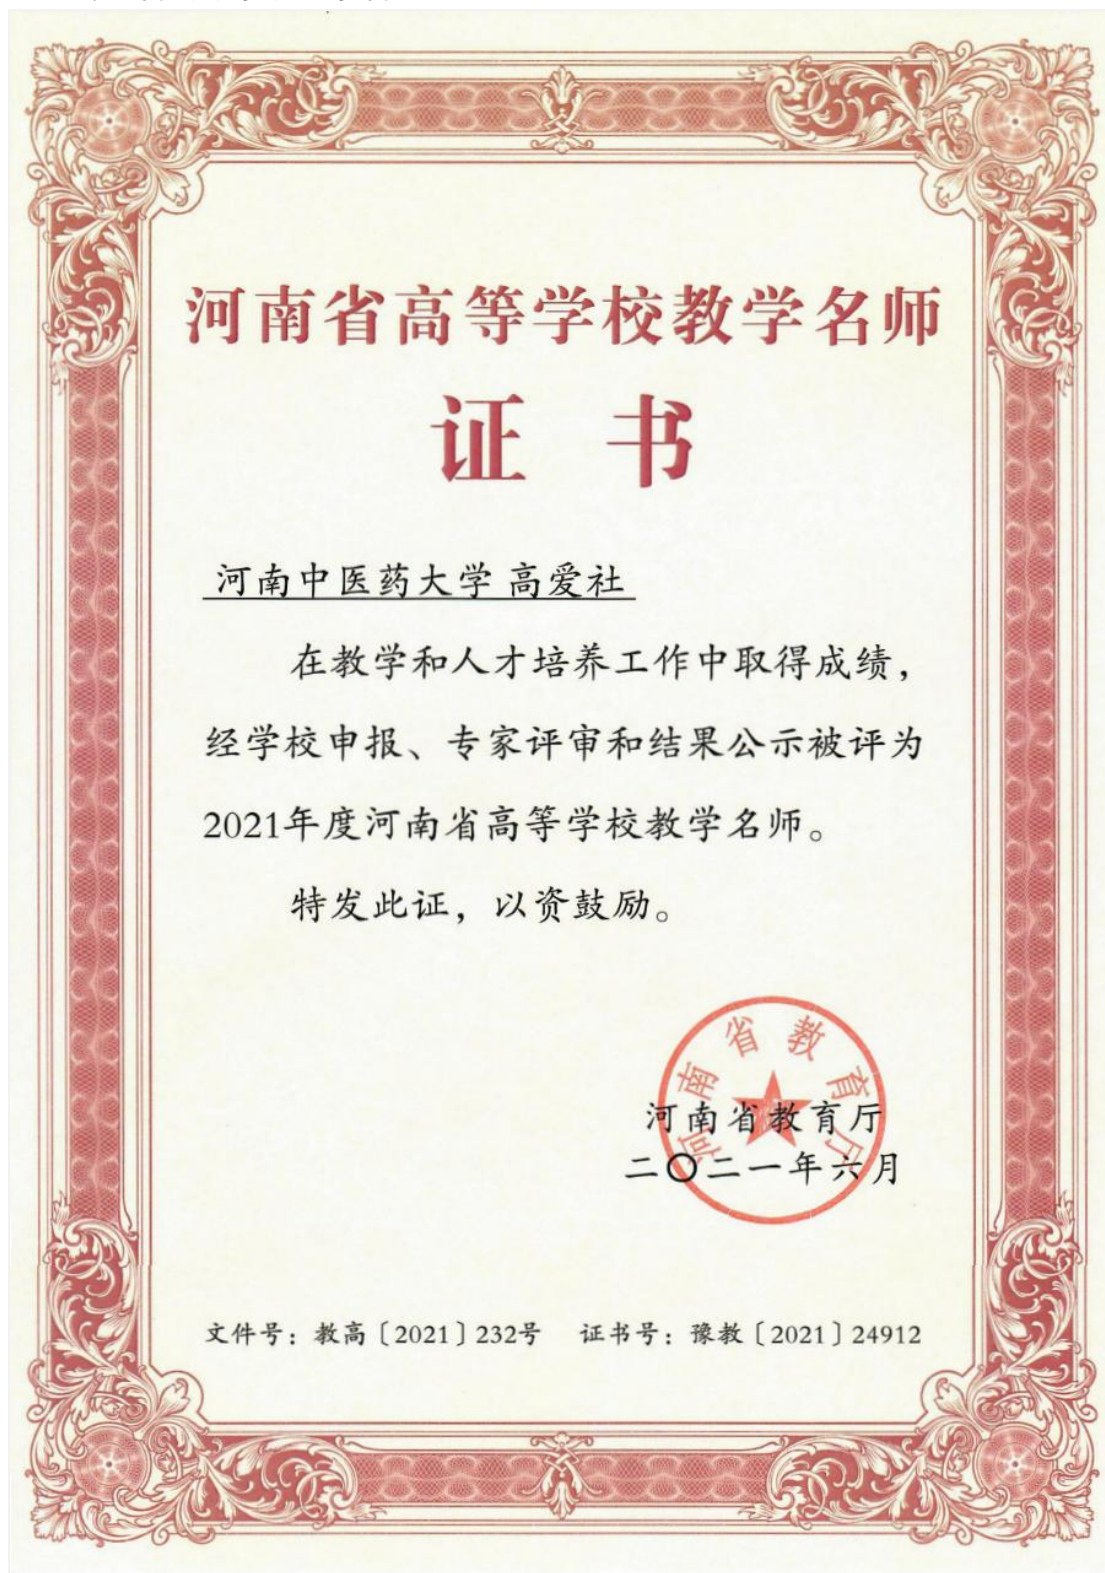 河南省高等学校教学名师
证 书
河南中医药大学 高爱社
在教学和人才培养工作中取得成绩，
经学校申报、专家评审和结果公示被评为
2021年度河南省高等学校教学名师。
特发此证，以资鼓励。
河南省教育厅
河南省教育厅
二〇二一年六月
文件号：教高〔2021〕232号 证书号：豫教〔2021〕24912